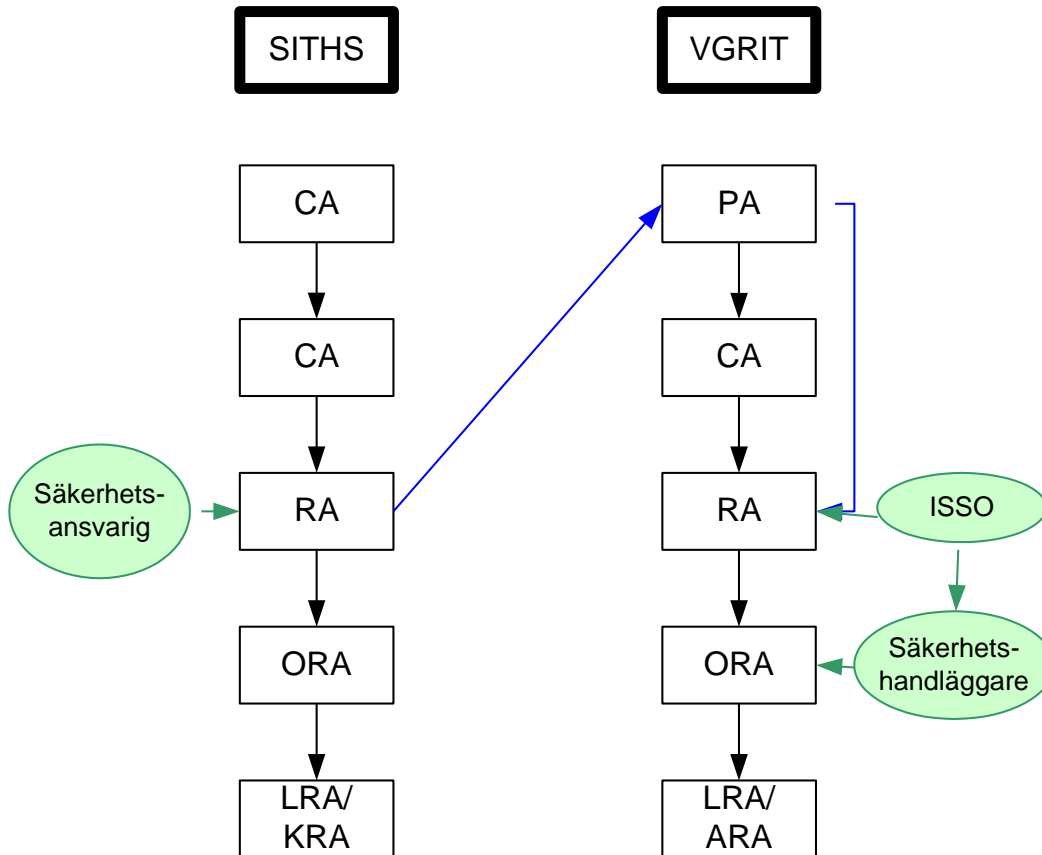 SITHS
VGRIT
CA
PA
CA
CA
Säkerhets-
ansvarig
RA
RA
ISSO
ORA
ORA
Säkerhets-
handläggare
LRA/
KRA
LRA/
ARA